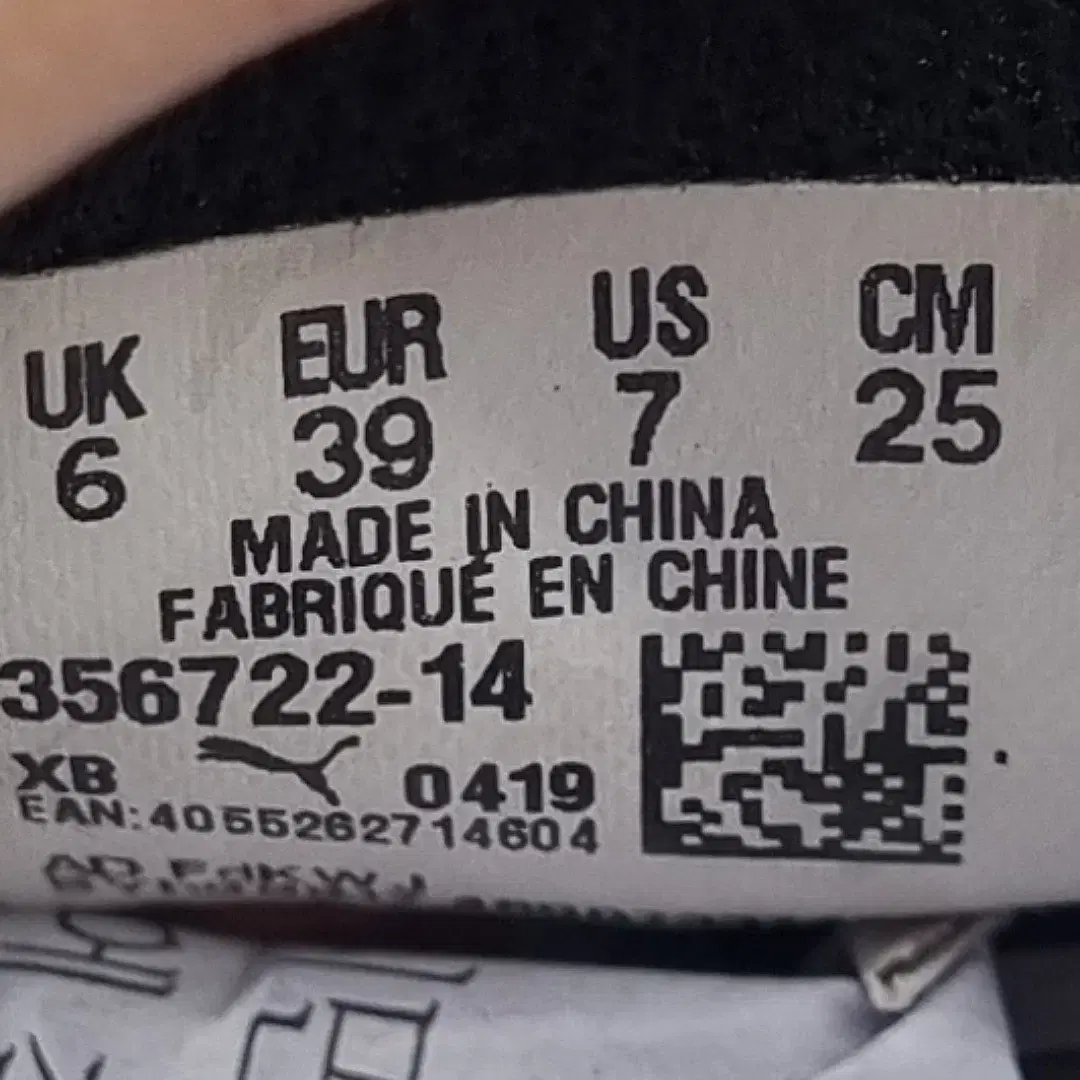 UK EUR US CM
6 39 7 25
MADE IN CHINA
FABRIQUÉ EN CHINE
356722-14
XB 0419
EAN:4055262714604